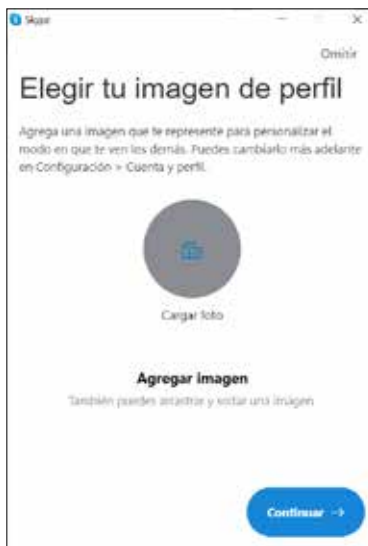 Skype
Omitir
Elegir tu imagen de perfil
Agrega una imagen que te represente para personalizar el
modo en que te ven los demás. Puedes cambiarlo más adelante
en Configuración > Cuenta y perfil.
Cargar foto
Agregar imagen
También puedes arrastrar y soltar una imagen
Continuar →